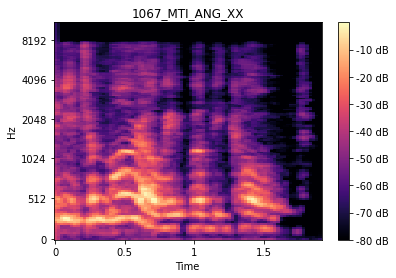 1067_MTI_ANG_XX
8192
4096
2048
1024
512
0
Hz
0
0.5
1
1.5
Time
-10 dB
-20 dB
-30 dB
-40 dB
-50 dB
-60 dB
-70 dB
-80 dB